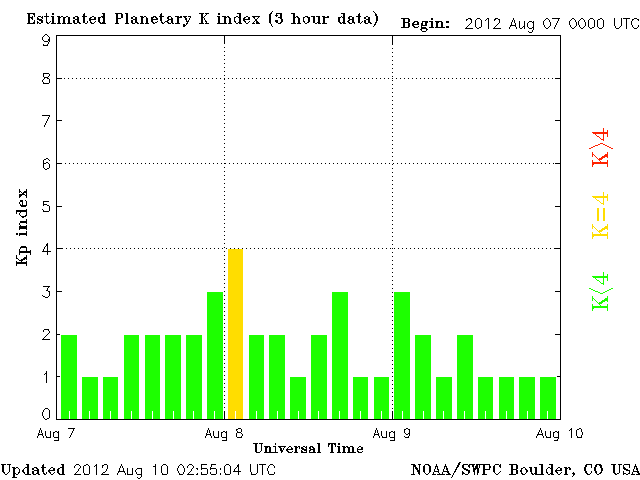 Estimated Planetary K index (3 hour data) Begin: 2012 Aug 07 0000 UTC
9
8
7
6
5
4
3
2
1
0
Kp index
Aug 7 Aug 8 Aug 9 Aug 10
Universal Time
K>4
K=4
K<4
Updated 2012 Aug 10 02:55:04 UTC NOAA/SWPC Boulder, CO USA